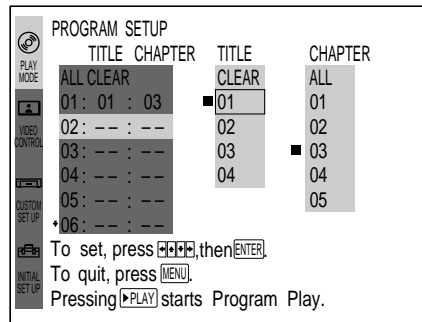 PROGRAM SETUP
TITLE CHAPTER TITLE CHAPTER
PLAY
MODE
ALL CLEAR CLEAR ALL
01 : 01 : 03 01 01
VIDEO
CONTROL
02 : – – : – – 02 02
03 : – – : – – 03 03
04 : – – : – – 04 04
CUSTOM
SET UP
05 : – – : – – 05
06 : – – : – –
To set, press , then ENTER.
INITIAL
SET UP
To quit, press MENU.
Pressing PLAY starts Program Play.